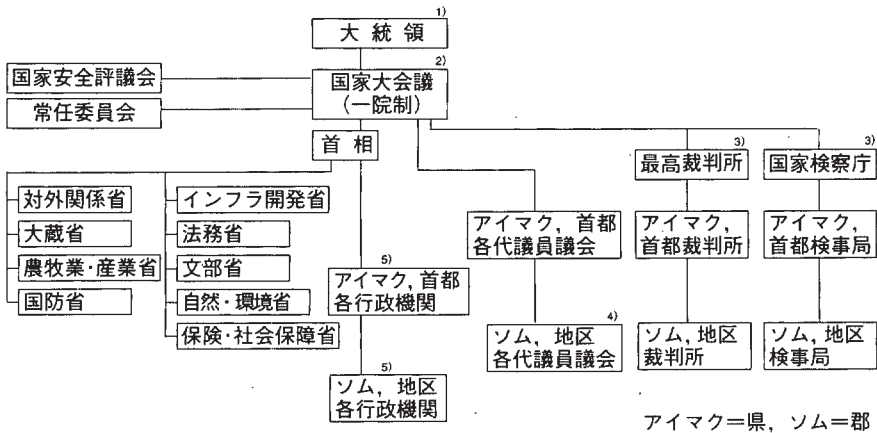 1)
大統領
2)
国家安全評議会
国家大会議
(一院制)
常任委員会
首相
3)
最高裁判所
3)
国家検察庁
対外関係省
インフラ開発省
大蔵省
法務省
農牧業・産業省
文部省
国防省
自然・環境省
保険・社会保障省
アイマク, 首都
各代議員議会
アイマク,
首都裁判所
アイマク,
首都検事局
5)
アイマク, 首都
各行政機関
4)
ソム, 地区
各代議員議会
ソム, 地区
裁判所
ソム, 地区
検事局
5)
ソム, 地区
各行政機関
アイマク=県, ソム=郡